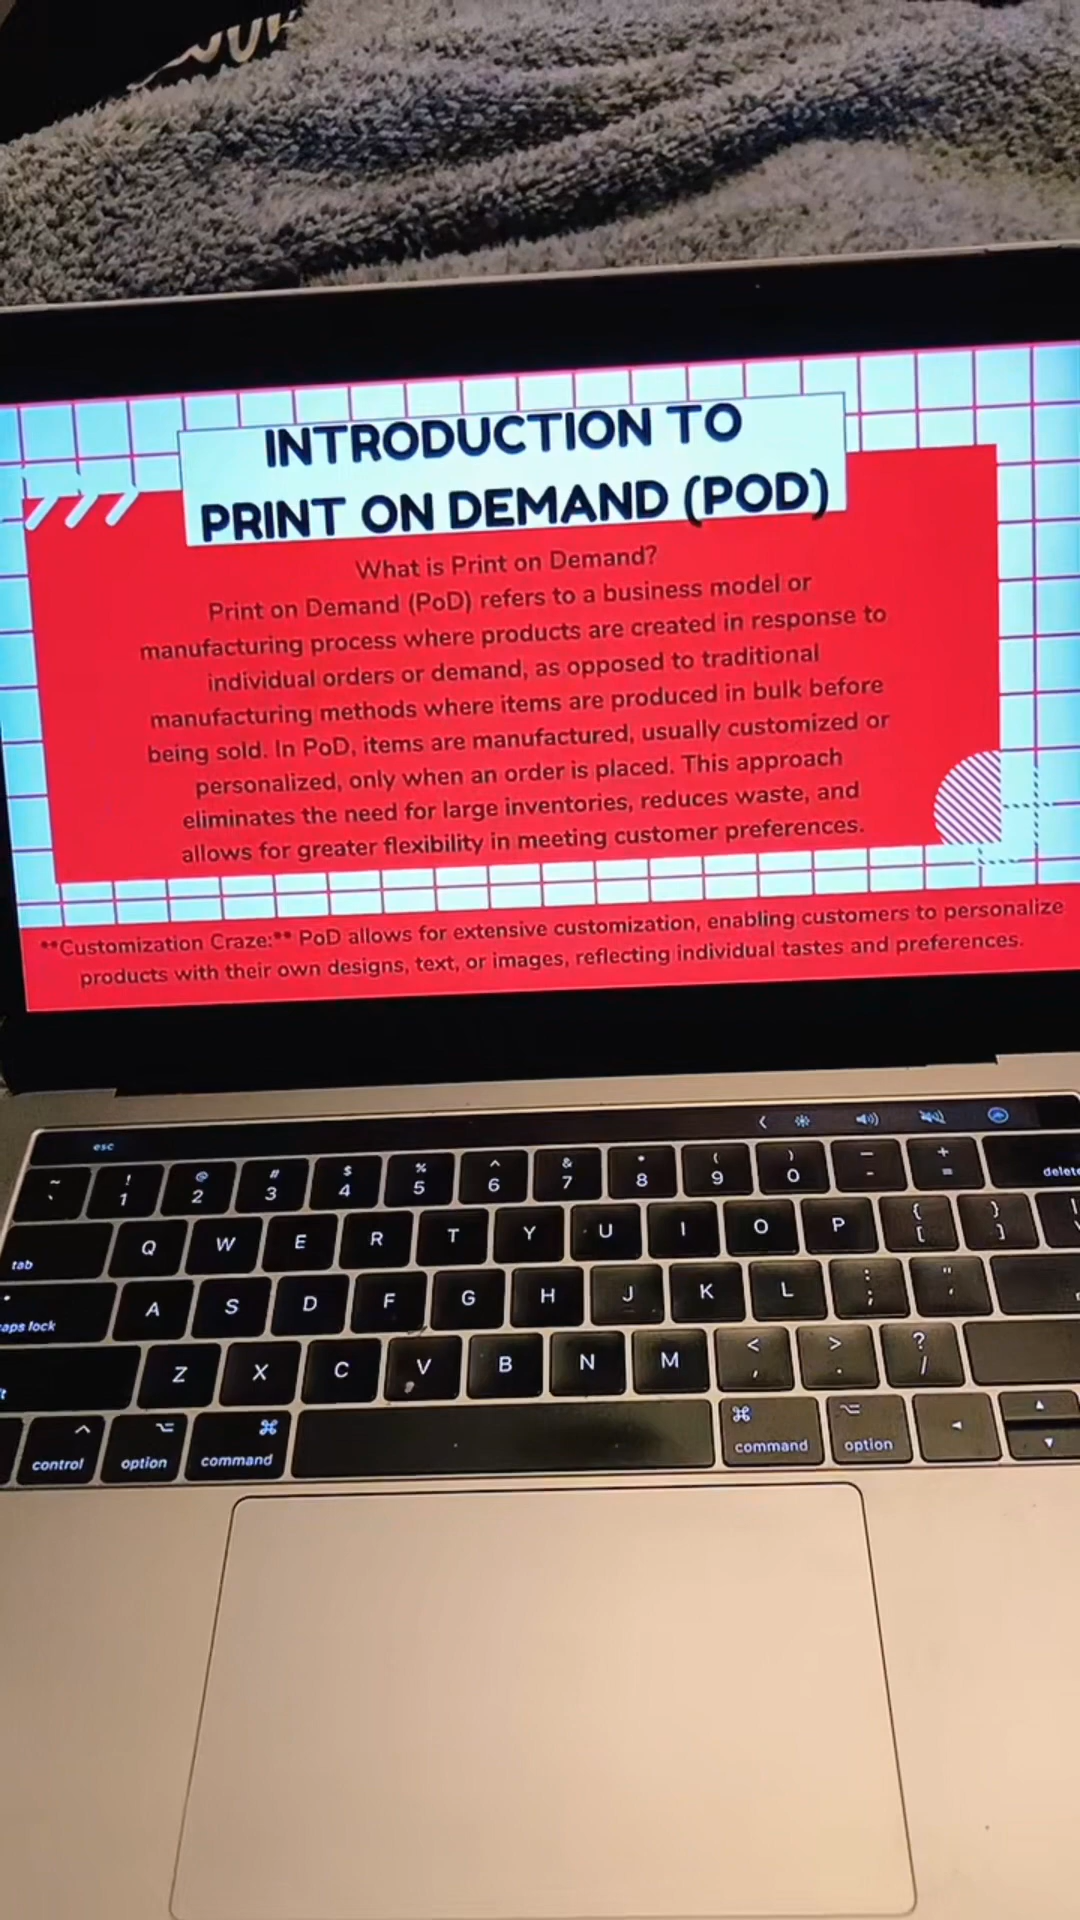 INTRODUCTION TO
PRINT ON DEMAND (POD)
What is Print on Demand?
Print on Demand (PoD) refers to a business model or
manufacturing process where products are created in response to
individual orders or demand, as opposed to traditional
manufacturing methods where items are produced in bulk before
being sold. In PoD, items are manufactured, usually customized or
personalized, only when an order is placed. This approach
eliminates the need for large inventories, reduces waste, and
allows for greater flexibility in meeting customer preferences.
**Customization Craze:** PoD allows for extensive customization, enabling customers to personalize
products with their own designs, text, or images, reflecting individual tastes and preferences.
esc
~ ! @ # $ % ^ & * ( ) — +
` 1 2 3 4 5 6 7 8 9 0 - = delete
tab Q W E R T Y U I O P { [ } ] | \
caps lock A S D F G H J K L : ; " '
Z X C V B N M < , > . ? /
control option command command option